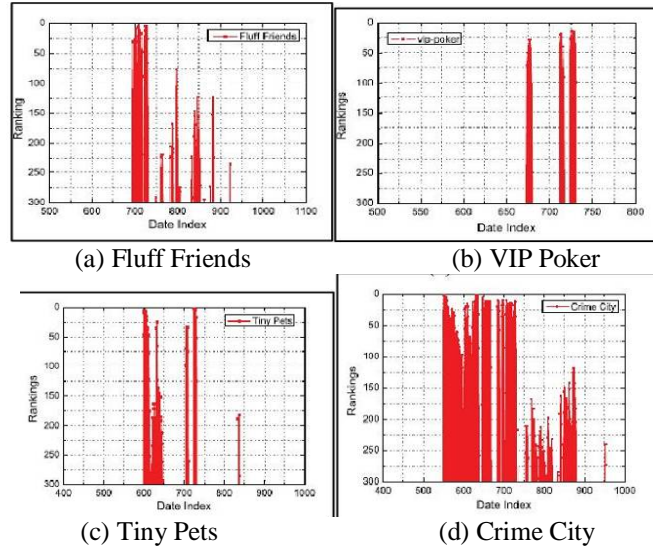 0
50
100
150
200
250
300
Ranking
Fluff Friends
500 600 700 800 900 1000 1100
Date Index
(a) Fluff Friends
0
50
100
150
200
250
300
Rankings
vip-poker
500 550 600 650 700 750 800
Date Index
(b) VIP Poker
0
50
100
150
200
250
300
Rankings
Tiny Pets
400 500 600 700 800 900 1000
Date Index
(c) Tiny Pets
0
50
100
150
200
250
300
Rankings
Crime City
400 500 600 700 800 900 1000
Date Index
(d) Crime City